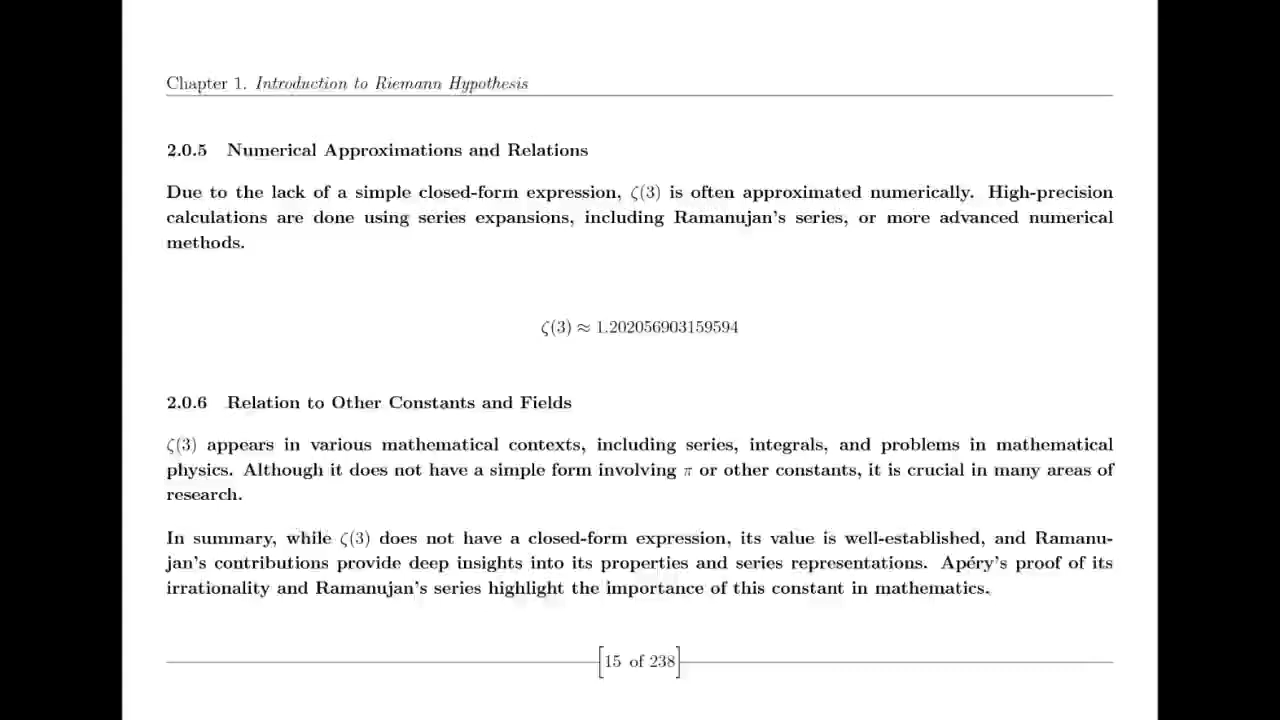 Chapter 1. Introduction to Riemann Hypothesis
2.0.5 Numerical Approximations and Relations
Due to the lack of a simple closed-form expression, ζ(3) is often approximated numerically. High-precision
calculations are done using series expansions, including Ramanujan's series, or more advanced numerical
methods.
ζ(3) ≈ 1.202056903159594
2.0.6 Relation to Other Constants and Fields
ζ(3) appears in various mathematical contexts, including series, integrals, and problems in mathematical
physics. Although it does not have a simple form involving π or other constants, it is crucial in many areas of
research.
In summary, while ζ(3) does not have a closed-form expression, its value is well-established, and Ramanu-
jan's contributions provide deep insights into its properties and series representations. Apéry's proof of its
irrationality and Ramanujan's series highlight the importance of this constant in mathematics.
[15 of 238]